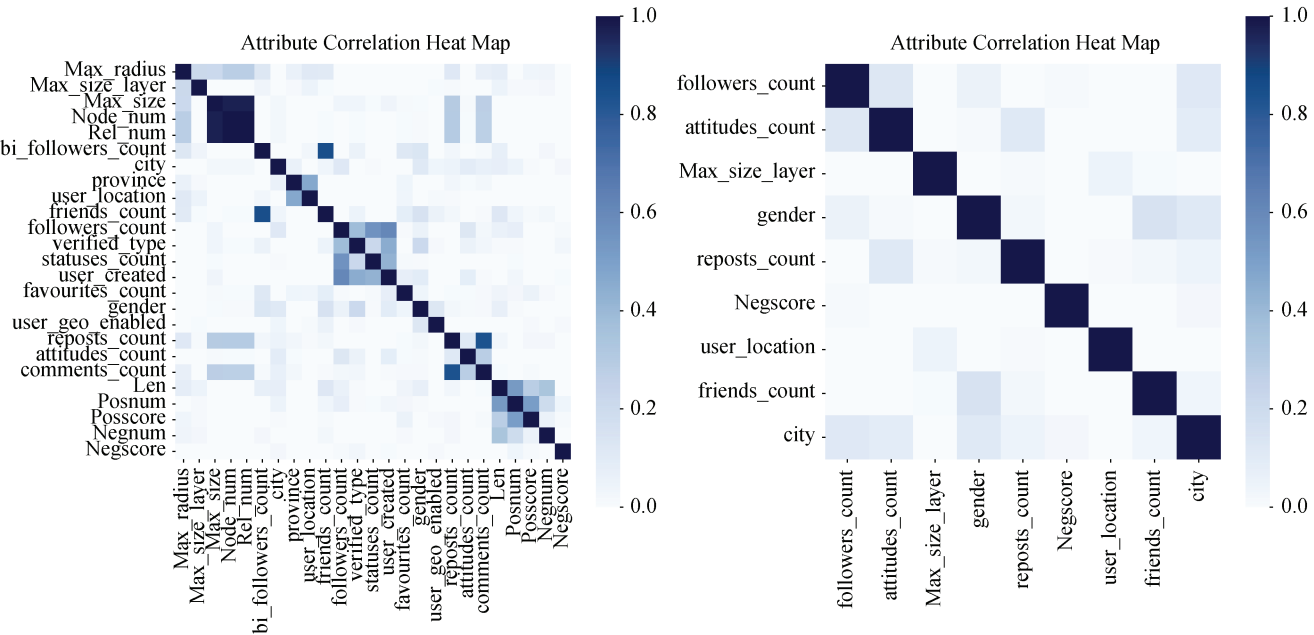 Attribute Correlation Heat Map
Max_radius
Max_size_layer
Max_size
Node_num
Rel_num
bi_followers_count
city
province
user_location
friends_count
followers_count
verified_type
statuses_count
user_created
favourites_count
gender
user_geo_enabled
reposts_count
attitudes_count
comments_count
Len
Posnum
Posscore
Negnum
Negscore
Max_radius
Max_size_layer
Max_size
Node_num
Rel_num
bi_followers_count
city
province
user_location
friends_count
followers_count
verified_type
statuses_count
user_created
favourites_count
gender
user_geo_enabled
reposts_count
attitudes_count
comments_count
Len
Posnum
Posscore
Negnum
Negscore
1.0
0.8
0.6
0.4
0.2
0.0
Attribute Correlation Heat Map
followers_count
attitudes_count
Max_size_layer
gender
reposts_count
Negscore
user_location
friends_count
city
followers_count
attitudes_count
Max_size_layer
gender
reposts_count
Negscore
user_location
friends_count
city
1.0
0.8
0.6
0.4
0.2
0.0